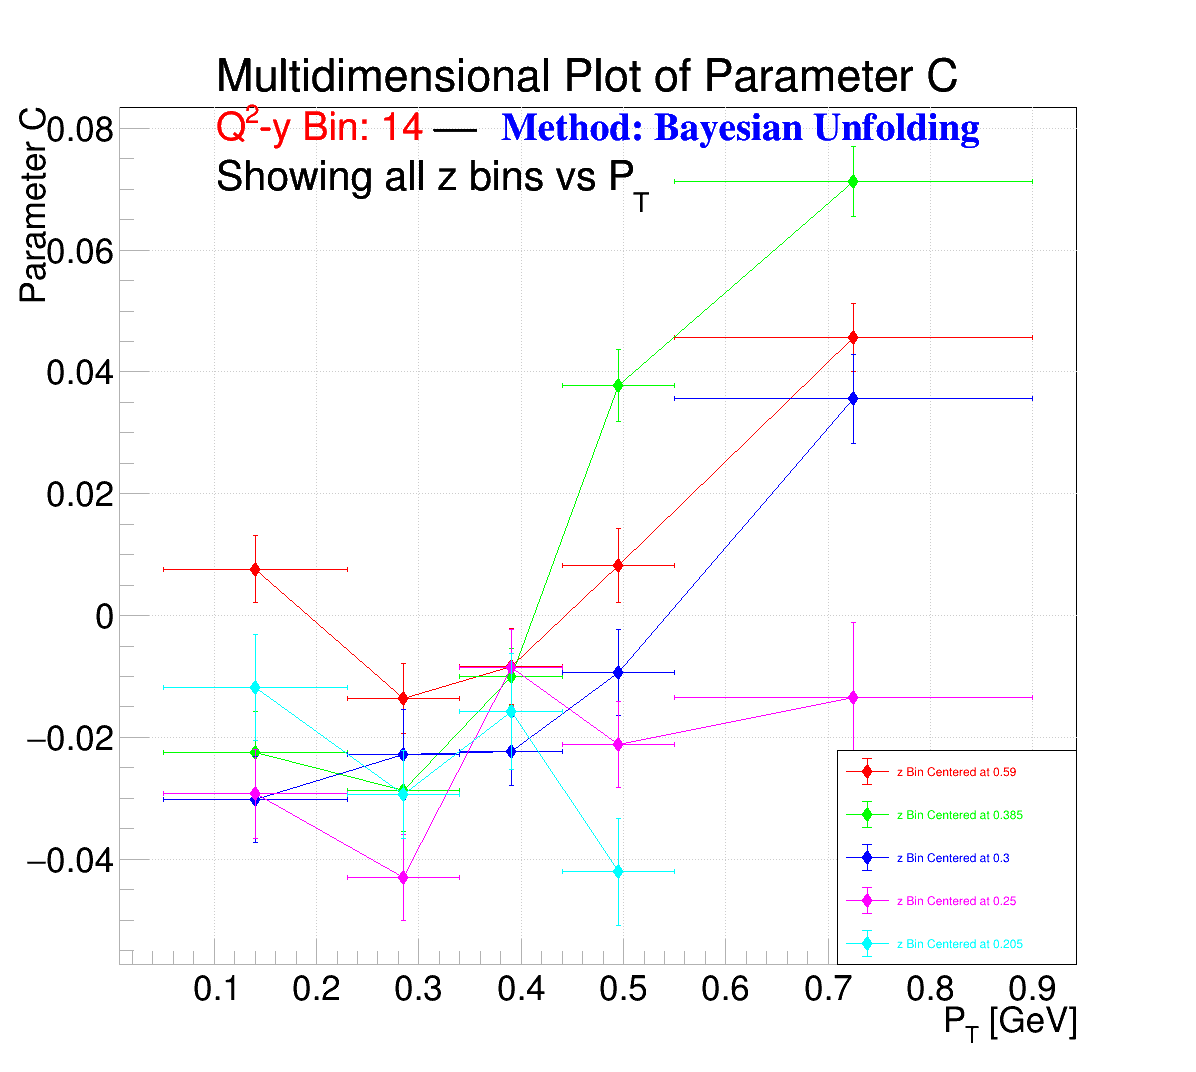 Multidimensional Plot of Parameter C
Q²-y Bin: 14 — Method: Bayesian Unfolding
Showing all z bins vs P_T
Parameter C
0.08
0.06
0.04
0.02
0
−0.02
−0.04
z Bin Centered at 0.59
z Bin Centered at 0.385
z Bin Centered at 0.3
z Bin Centered at 0.25
z Bin Centered at 0.205
0.1 0.2 0.3 0.4 0.5 0.6 0.7 0.8 0.9
P_T [GeV]